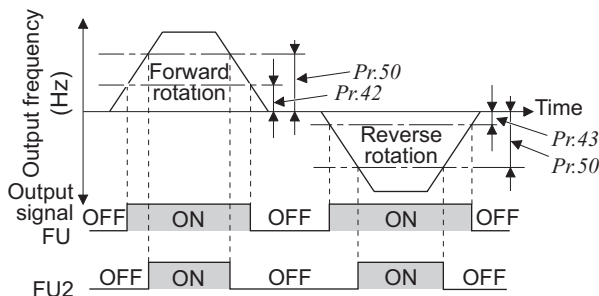 Output frequency
(Hz)
Forward
rotation
Pr.50
Pr.42
Time
Reverse
rotation
Pr.43
Pr.50
Output
signal
FU
OFF
ON
OFF
ON
OFF
FU2
OFF
ON
OFF
ON
OFF